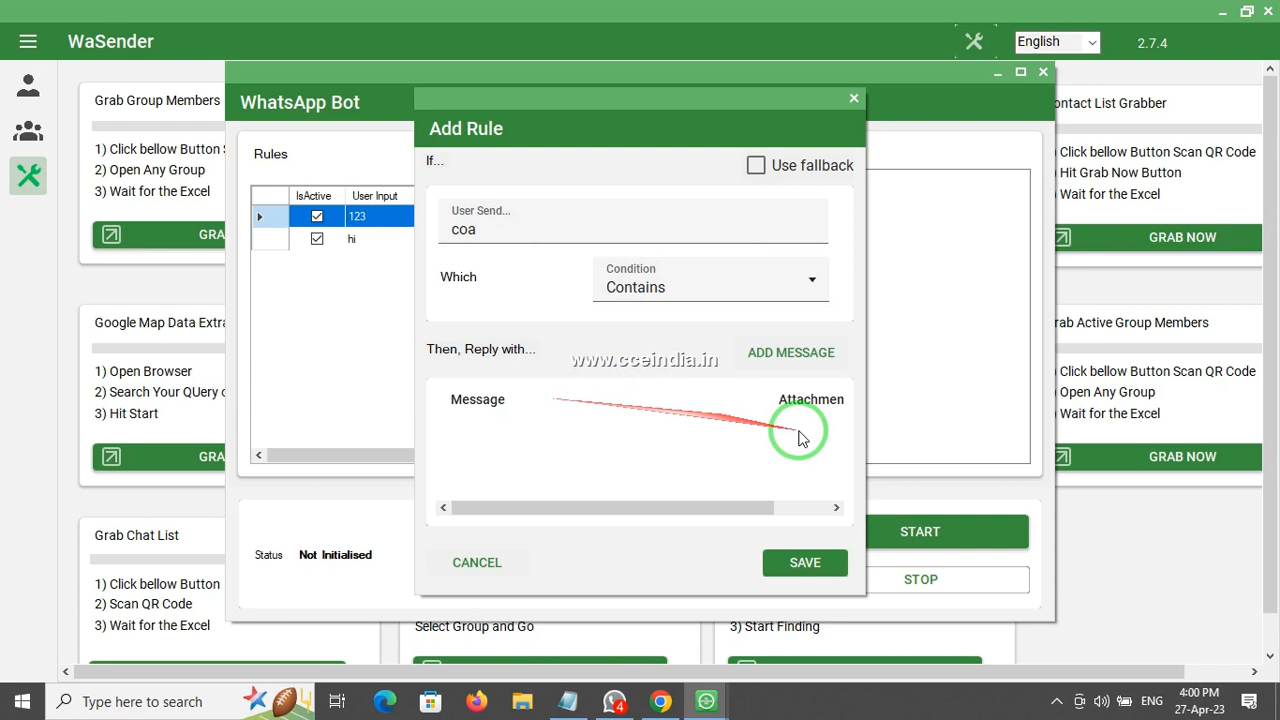 WaSender
English
2.7.4
Grab Group Members
1) Click bellow Button S
2) Open Any Group
3) Wait for the Excel
GRA
Google Map Data Extra
1) Open Browser
2) Search Your QUery o
3) Hit Start
GRA
Grab Chat List
1) Click bellow Button
2) Scan QR Code
3) Wait for the Excel
WhatsApp Bot
Rules
IsActive
User Input
123
hi
Status
Not Initialised
START
STOP
Add Rule
If...
Use fallback
User Send...
coa
Which
Condition
Contains
Then, Reply with...
www.cceindia.in
ADD MESSAGE
Message
Attachmen
CANCEL
SAVE
ontact List Grabber
) Click bellow Button Scan QR Code
) Hit Grab Now Button
) Wait for the Excel
GRAB NOW
rab Active Group Members
) Click bellow Button Scan QR Code
) Open Any Group
) Wait for the Excel
GRAB NOW
Select Group and Go
3) Start Finding
Type here to search
4
ENG
4:00 PM
27-Apr-23